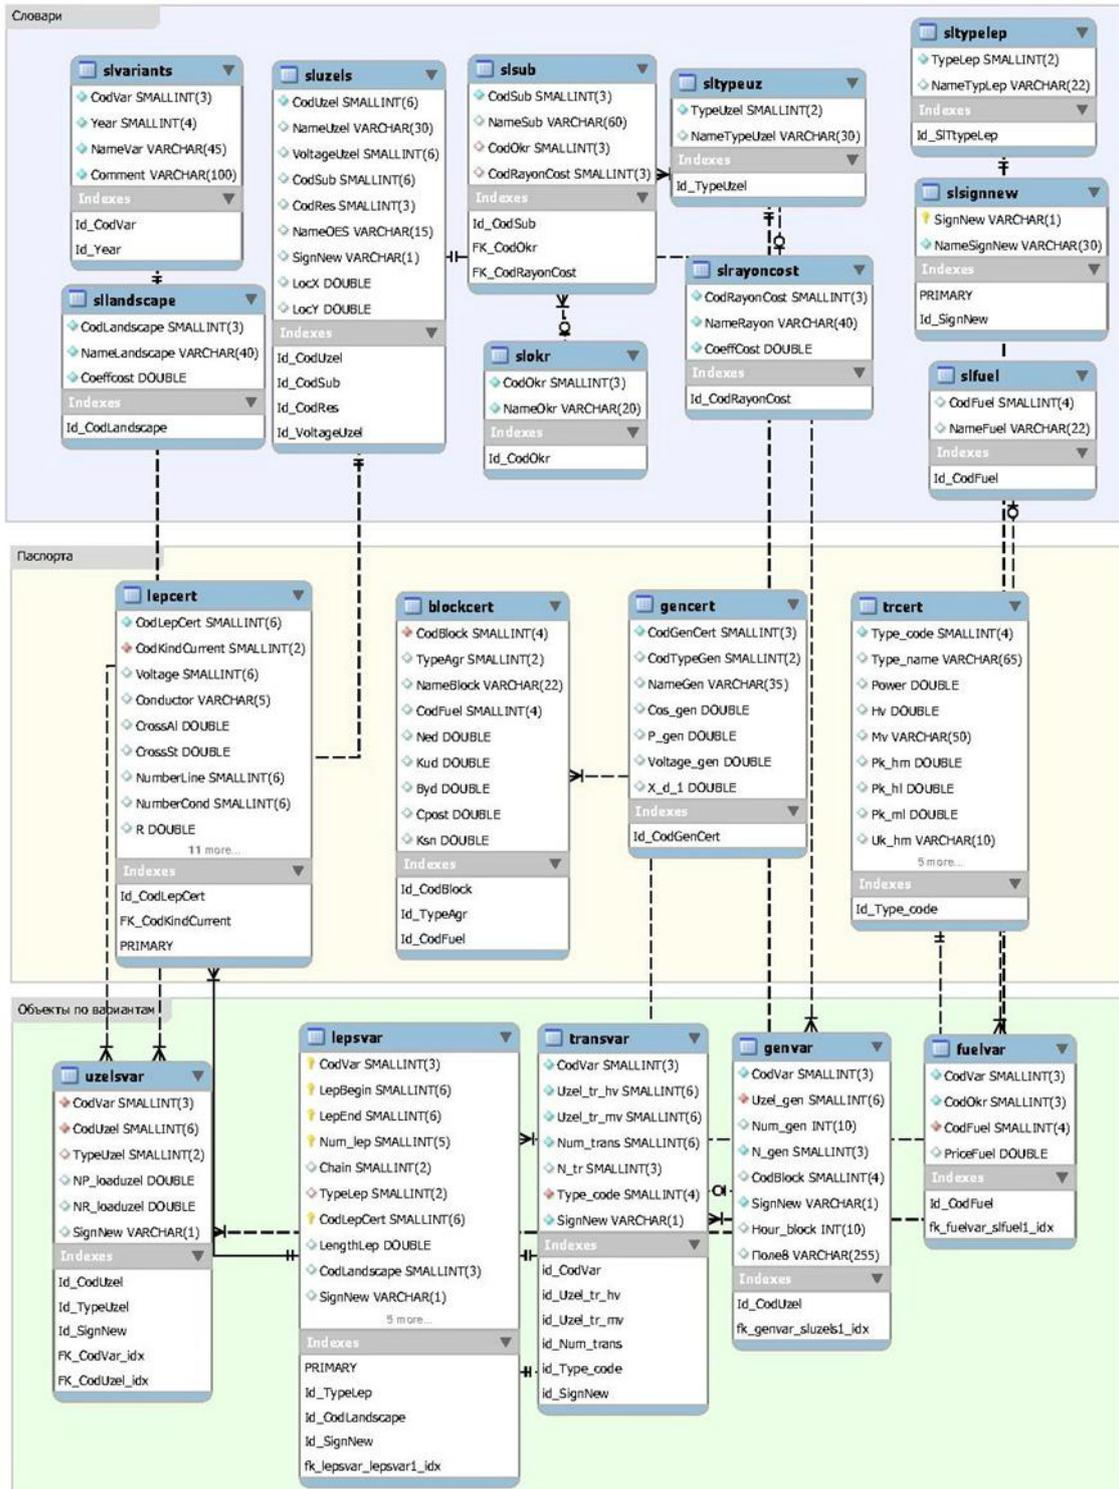 Словари
slvariants
CodVar SMALLINT(3)
Year SMALLINT(4)
NameVar VARCHAR(45)
Comment VARCHAR(100)
Indexes
Id_CodVar
Id_Year
sllandscape
CodLandscape SMALLINT(3)
NameLandscape VARCHAR(40)
Coeffcost DOUBLE
Indexes
Id_CodLandscape
sluzels
CodUzel SMALLINT(6)
NameUzel VARCHAR(30)
VoltageUzel SMALLINT(6)
CodSub SMALLINT(6)
CodRes SMALLINT(3)
NameOES VARCHAR(15)
SignNew VARCHAR(1)
LocX DOUBLE
LocY DOUBLE
Indexes
Id_CodUzel
Id_CodSub
Id_CodRes
Id_VoltageUzel
slsub
CodSub SMALLINT(3)
NameSub VARCHAR(60)
CodOkr SMALLINT(3)
CodRayonCost SMALLINT(3)
Indexes
Id_CodSub
FK_CodOkr
FK_CodRayonCost
slokr
CodOkr SMALLINT(3)
NameOkr VARCHAR(20)
Indexes
Id_CodOkr
sltypeuz
TypeUzel SMALLINT(2)
NameTypeUzel VARCHAR(30)
Indexes
Id_TypeUzel
slrayoncost
CodRayonCost SMALLINT(3)
NameRayon VARCHAR(40)
CoeffCost DOUBLE
Indexes
Id_CodRayonCost
sltypelep
TypeLep SMALLINT(2)
NameTypLep VARCHAR(22)
Indexes
Id_SlTtypeLep
slsignnew
SignNew VARCHAR(1)
NameSignNew VARCHAR(30)
Indexes
PRIMARY
Id_SignNew
slfuel
CodFuel SMALLINT(4)
NameFuel VARCHAR(22)
Indexes
Id_CodFuel
Паспорта
lepcert
CodLepCert SMALLINT(6)
CodKindCurrent SMALLINT(2)
Voltage SMALLINT(6)
Conductor VARCHAR(5)
CrossAl DOUBLE
CrossSt DOUBLE
NumberLine SMALLINT(6)
NumberCond SMALLINT(6)
R DOUBLE
11 more...
Indexes
Id_CodLepCert
FK_CodKindCurrent
PRIMARY
blockcert
CodBlock SMALLINT(4)
TypeAgr SMALLINT(2)
NameBlock VARCHAR(22)
CodFuel SMALLINT(4)
Ned DOUBLE
Kud DOUBLE
Byd DOUBLE
Cpost DOUBLE
Ksn DOUBLE
Indexes
Id_CodBlock
Id_TypeAgr
Id_CodFuel
gencert
CodGenCert SMALLINT(3)
CodTypeGen SMALLINT(2)
NameGen VARCHAR(35)
Cos_gen DOUBLE
P_gen DOUBLE
Voltage_gen DOUBLE
X_d_1 DOUBLE
Indexes
Id_CodGenCert
trcert
Type_code SMALLINT(4)
Type_name VARCHAR(65)
Power DOUBLE
Hv DOUBLE
Mv VARCHAR(50)
Pk_hm DOUBLE
Pk_hl DOUBLE
Pk_ml DOUBLE
Uk_hm VARCHAR(10)
5 more...
Indexes
Id_Type_code
Объекты по вариантам
uzelsvar
CodVar SMALLINT(3)
CodUzel SMALLINT(6)
TypeUzel SMALLINT(2)
NP_loaduzel DOUBLE
NR_loaduzel DOUBLE
SignNew VARCHAR(1)
Indexes
Id_CodUzel
Id_TypeUzel
Id_SignNew
FK_CodVar_idx
FK_CodUzel_idx
lepsvar
CodVar SMALLINT(3)
LepBegin SMALLINT(6)
LepEnd SMALLINT(6)
Num_lep SMALLINT(5)
Chain SMALLINT(2)
TypeLep SMALLINT(2)
CodLepCert SMALLINT(6)
LengthLep DOUBLE
CodLandscape SMALLINT(3)
SignNew VARCHAR(1)
5 more...
Indexes
PRIMARY
Id_TypeLep
Id_CodLandscape
Id_SignNew
fk_lepsvar_lepsvar1_idx
transvar
CodVar SMALLINT(3)
Uzel_tr_hv SMALLINT(6)
Uzel_tr_mv SMALLINT(6)
Num_trans SMALLINT(6)
N_tr SMALLINT(3)
Type_code SMALLINT(4)
SignNew VARCHAR(1)
Indexes
id_CodVar
id_Uzel_tr_hv
id_Uzel_tr_mv
id_Num_trans
id_Type_code
id_SignNew
genvar
CodVar SMALLINT(3)
Uzel_gen SMALLINT(6)
Num_gen INT(10)
N_gen SMALLINT(3)
CodBlock SMALLINT(4)
SignNew VARCHAR(1)
Hour_block INT(10)
Поле8 VARCHAR(255)
Indexes
Id_CodUzel
fk_genvar_sluzels1_idx
fuelvar
CodVar SMALLINT(3)
CodOkr SMALLINT(3)
CodFuel SMALLINT(4)
PriceFuel DOUBLE
Indexes
Id_CodFuel
fk_fuelvar_slfuel1_idx